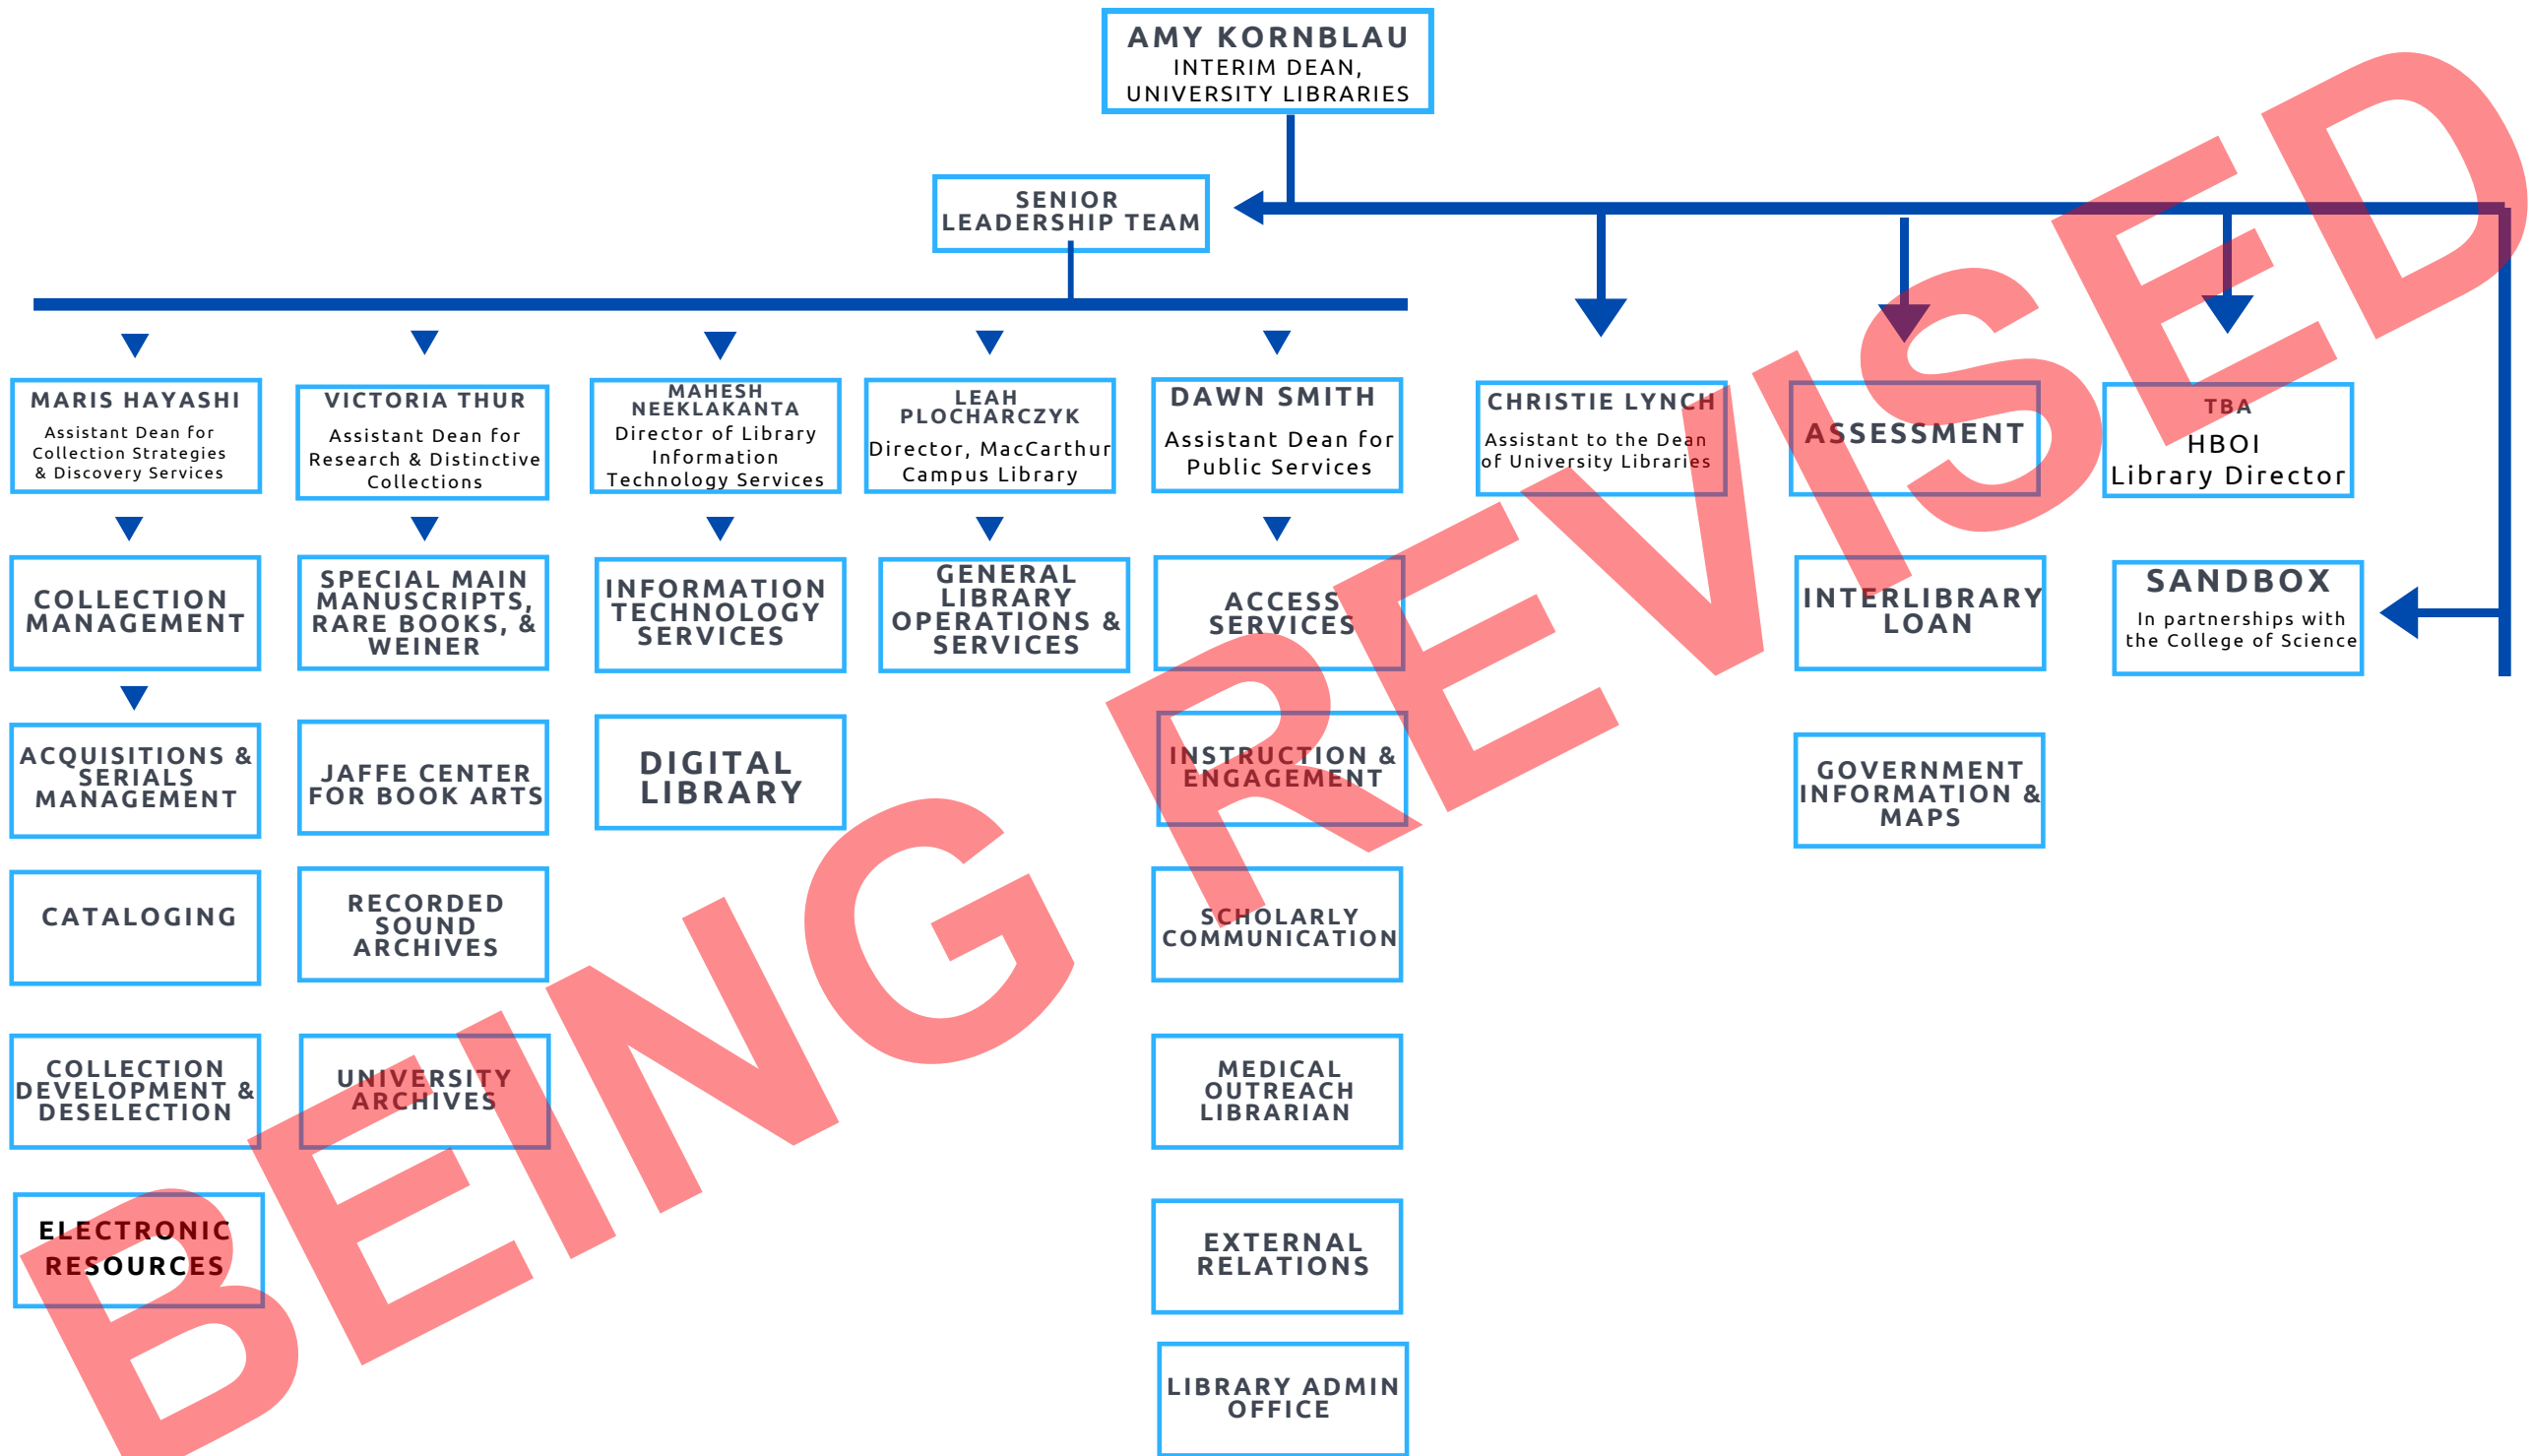 AMY KORNBLAU
INTERIM DEAN,
UNIVERSITY LIBRARIES
SENIOR
LEADERSHIP TEAM
MARIS HAYASHI
Assistant Dean for
Collection Strategies
& Discovery Services
VICTORIA THUR
Assistant Dean for
Research & Distinctive
Collections
MAHESH
NEEKLAKANTA
Director of Library
Information
Technology Services
LEAH
PLOCHARCZYK
Director, MacCarthur
Campus Library
DAWN SMITH
Assistant Dean for
Public Services
CHRISTIE LYNCH
Assistant to the Dean
of University Libraries
ASSESSMENT
TBA
HBOI
Library Director
COLLECTION
MANAGEMENT
SPECIAL MAIN
MANUSCRIPTS,
RARE BOOKS, &
WEINER
INFORMATION
TECHNOLOGY
SERVICES
GENERAL
LIBRARY
OPERATIONS &
SERVICES
ACCESS
SERVICES
INTERLIBRARY
LOAN
SANDBOX
In partnerships with
the College of Science
ACQUISITIONS &
SERIALS
MANAGEMENT
JAFFE CENTER
FOR BOOK ARTS
DIGITAL
LIBRARY
INSTRUCTION &
ENGAGEMENT
GOVERNMENT
INFORMATION &
MAPS
CATALOGING
RECORDED
SOUND
ARCHIVES
SCHOLARLY
COMMUNICATION
COLLECTION
DEVELOPMENT &
DESELECTION
UNIVERSITY
ARCHIVES
MEDICAL
OUTREACH
LIBRARIAN
ELECTRONIC
RESOURCES
EXTERNAL
RELATIONS
LIBRARY ADMIN
OFFICE
BEING REVISED